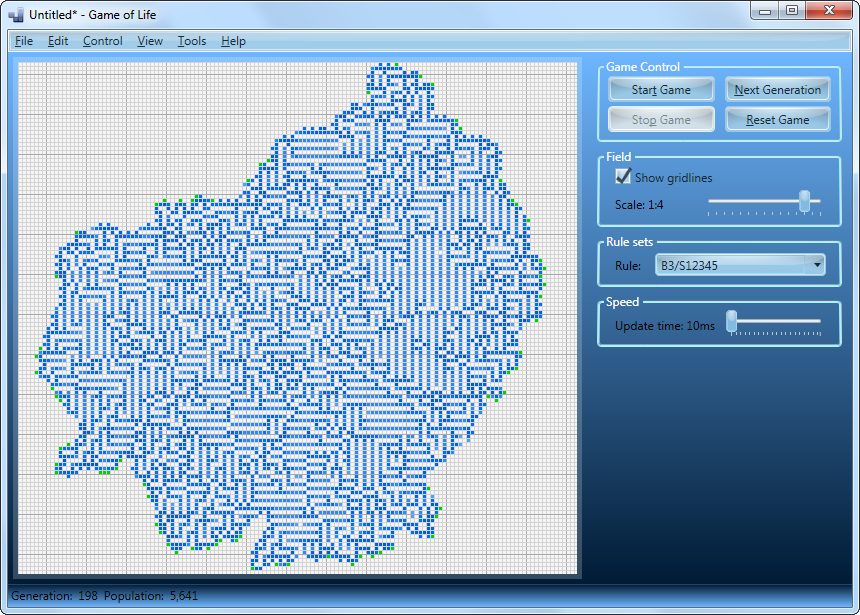 Untitled* - Game of Life
File Edit Control View Tools Help
Game Control
Start Game Next Generation
Stop Game Reset Game
Field
Show gridlines
Scale: 1:4
Rule sets
Rule: B3/S12345
Speed
Update time: 10ms
Generation: 198 Population: 5,641